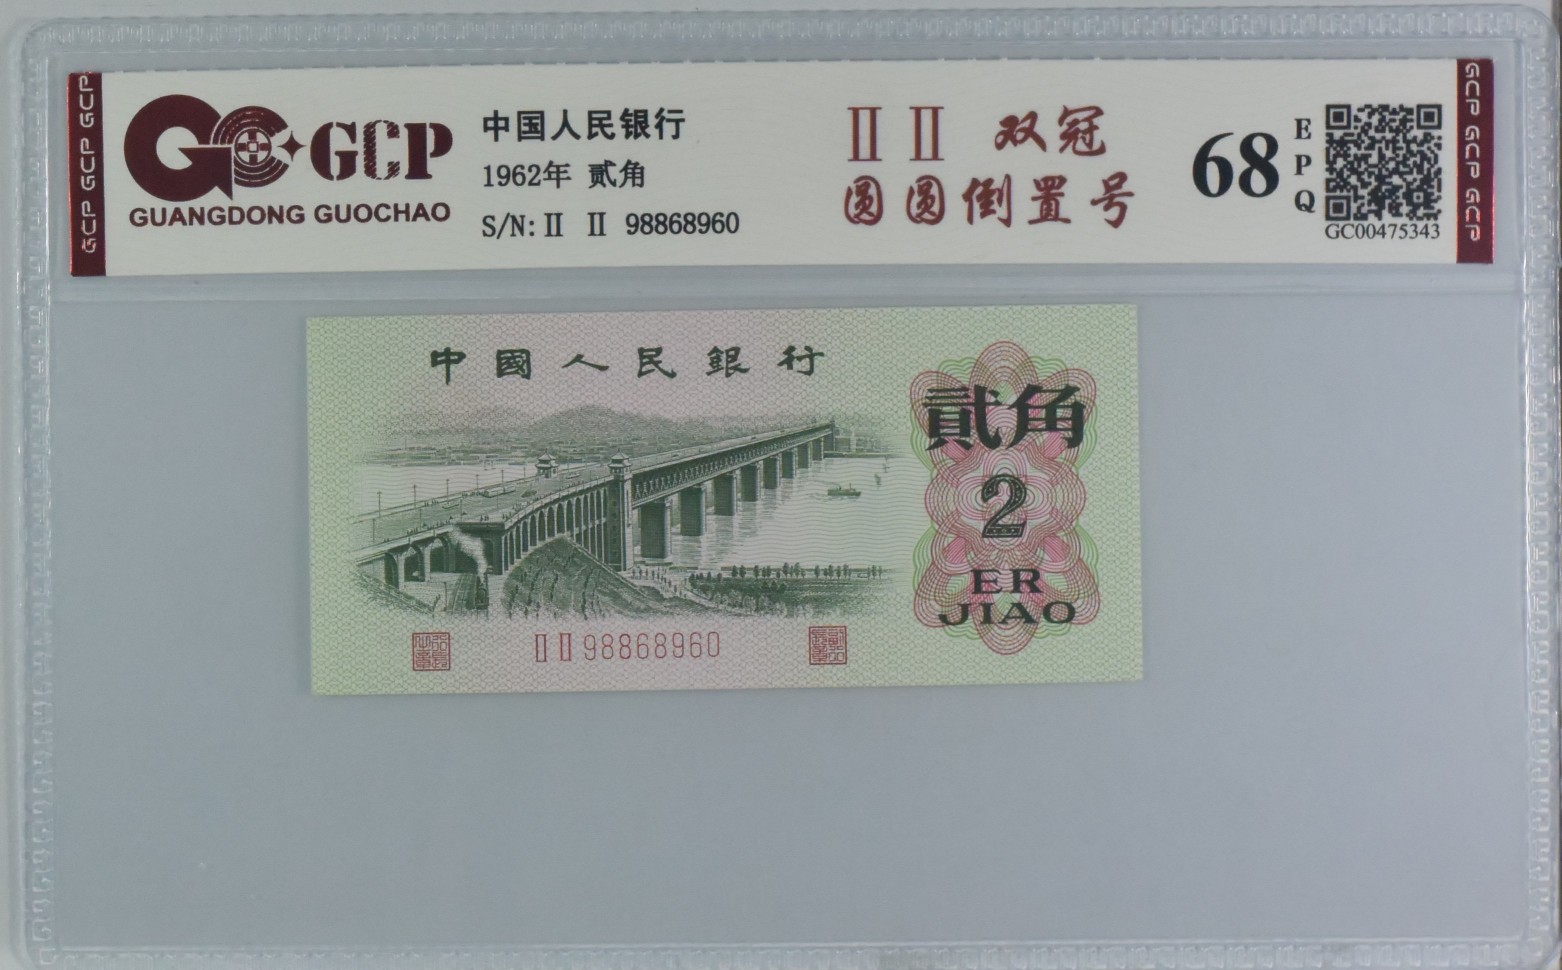 GCP GCP GCP
GCP
GUANGDONG GUOCHAO
中国人民银行
1962年 贰角
S/N: II II 98868960
II II 双冠
圆圆倒置号
68
EPQ
GC00475343
GCP GCP GCP
中國人民銀行
貳角
2
ER
JIAO
II II 98868960